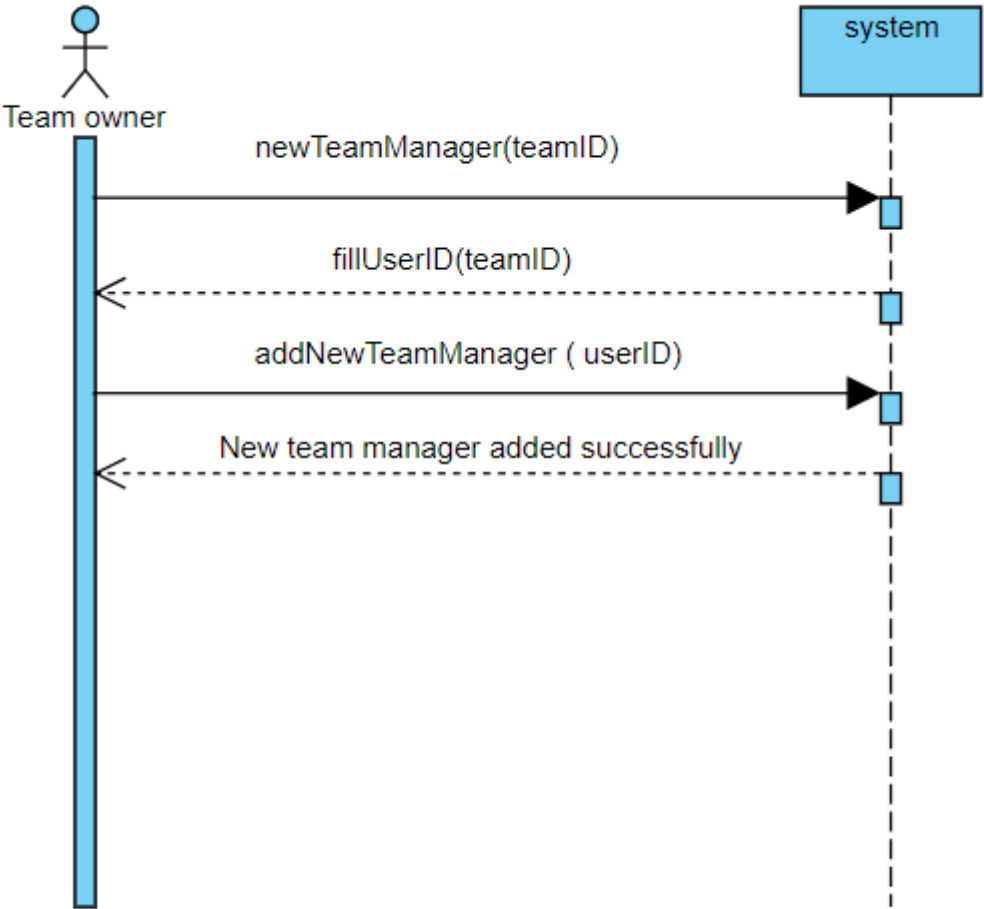 system
Team owner
newTeamManager(teamID)
fillUserID(teamID)
addNewTeamManager ( userID)
New team manager added successfully